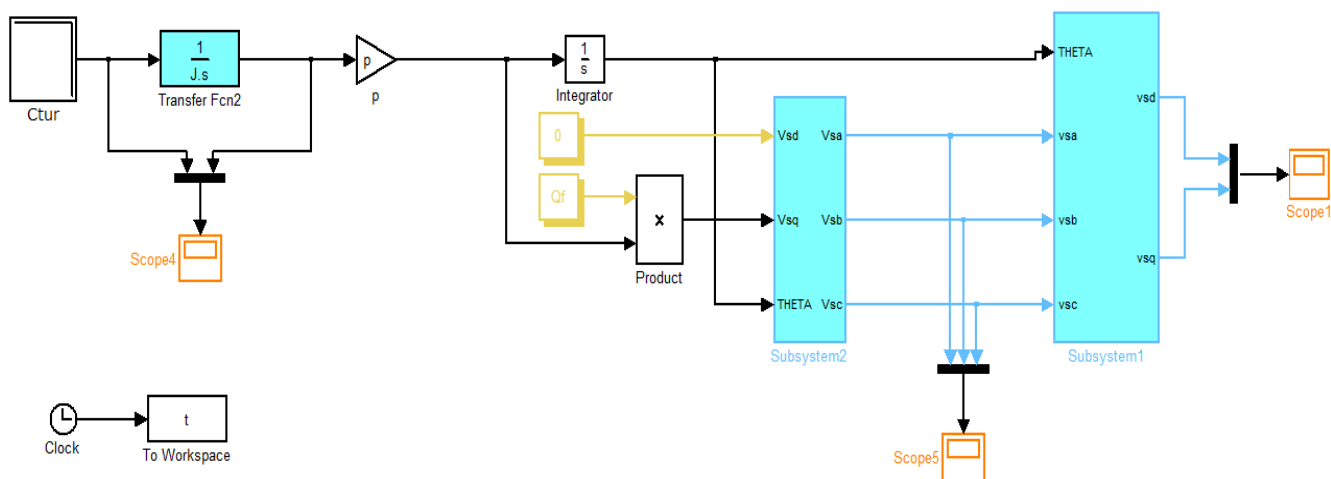 Ctur
1
J.s
Transfer Fcn2
p
p
1
s
Integrator
0
Qf
x
Product
Vsd
Vsq
THETA
Vsa
Vsb
Vsc
Subsystem2
THETA
vsa
vsb
vsc
vsd
vsq
Subsystem1
Scope1
Scope4
Scope5
Clock
t
To Workspace